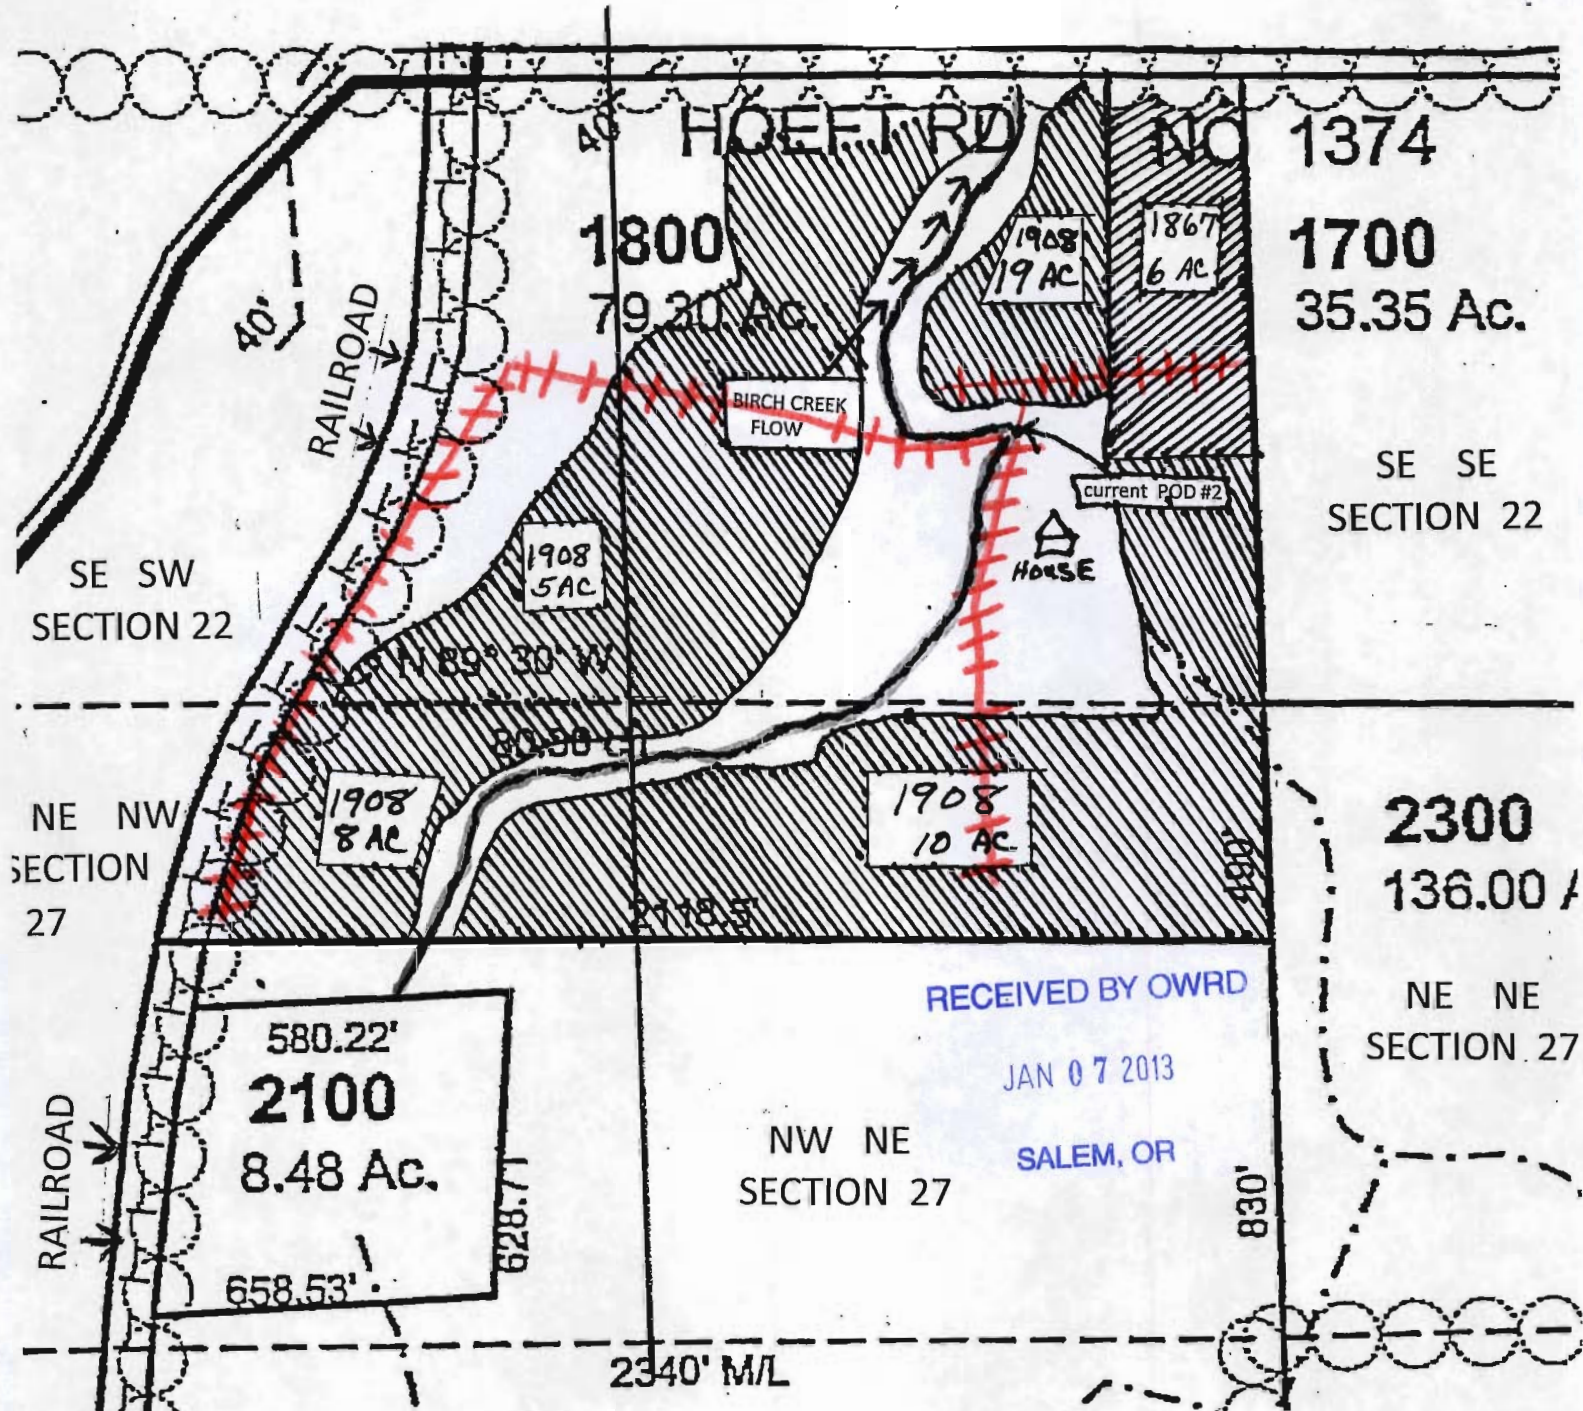 40'
HOEFT RD
NO 1374
1800
79.30 Ac.
1908
19 AC
1867
6 AC
1700
35.35 Ac.
40'
RAILROAD
BIRCH CREEK
FLOW
current POD #2
SE SE
SECTION 22
HOUSE
1908
5 AC
SE SW
SECTION 22
N 89° 30' W
1908
8 AC
1908
10 AC
NE NW
SECTION
27
2300
136.00 A
2118.5'
NE NE
SECTION 27
RECEIVED BY OWRD
JAN 07 2013
SALEM, OR
580.22'
2100
8.48 Ac.
628.71
658.53'
RAILROAD
NW NE
SECTION 27
830'
2340' M/L